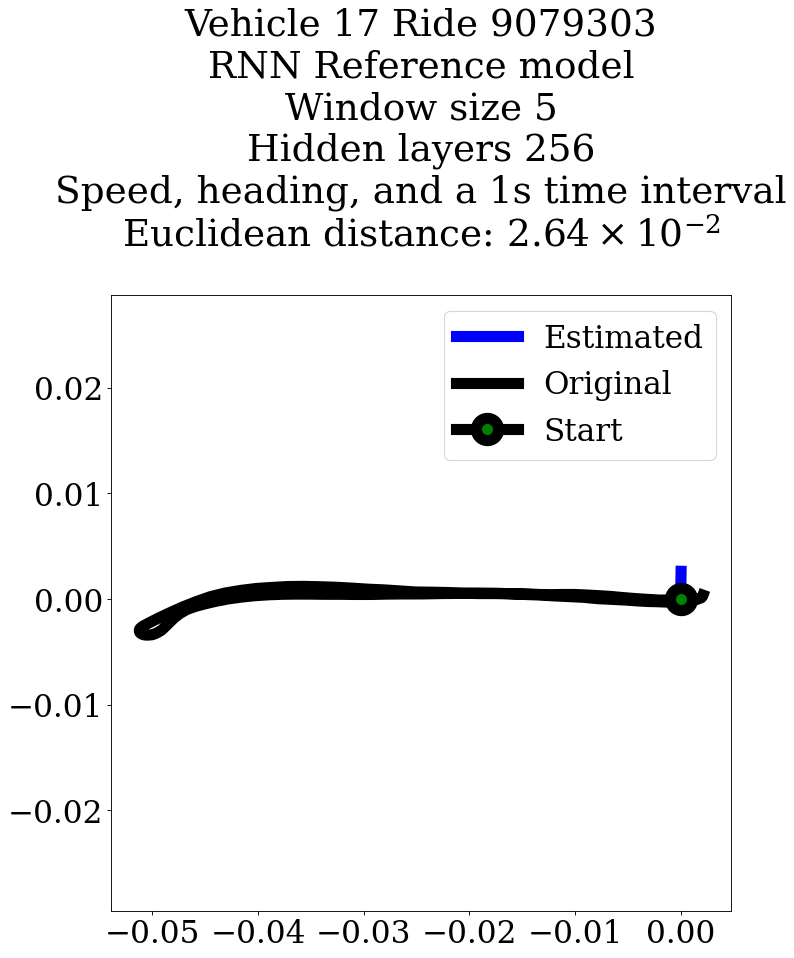 Vehicle 17 Ride 9079303
RNN Reference model
Window size 5
Hidden layers 256
Speed, heading, and a 1s time interval
Euclidean distance: 2.64 × 10⁻²
Estimated
Original
Start
0.02
0.01
0.00
−0.01
−0.02
−0.05 −0.04 −0.03 −0.02 −0.01 0.00